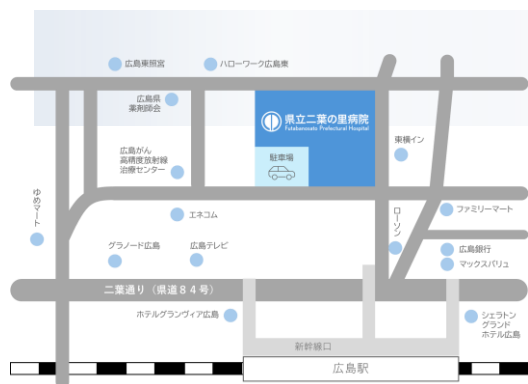 広島東照宮
ハローワーク広島東
広島県
薬剤師会
県立二葉の里病院
Futabanosato Prefectural Hospital
駐車場
東横イン
広島がん
高精度放射線
治療センター
ゆめマート
エネコム
ローソン
ファミリーマート
グラノード広島
広島テレビ
広島銀行
マックスバリュ
二葉通り（県道８４号）
ホテルグランヴィア広島
シェラトン
グランド
ホテル広島
新幹線口
広島駅